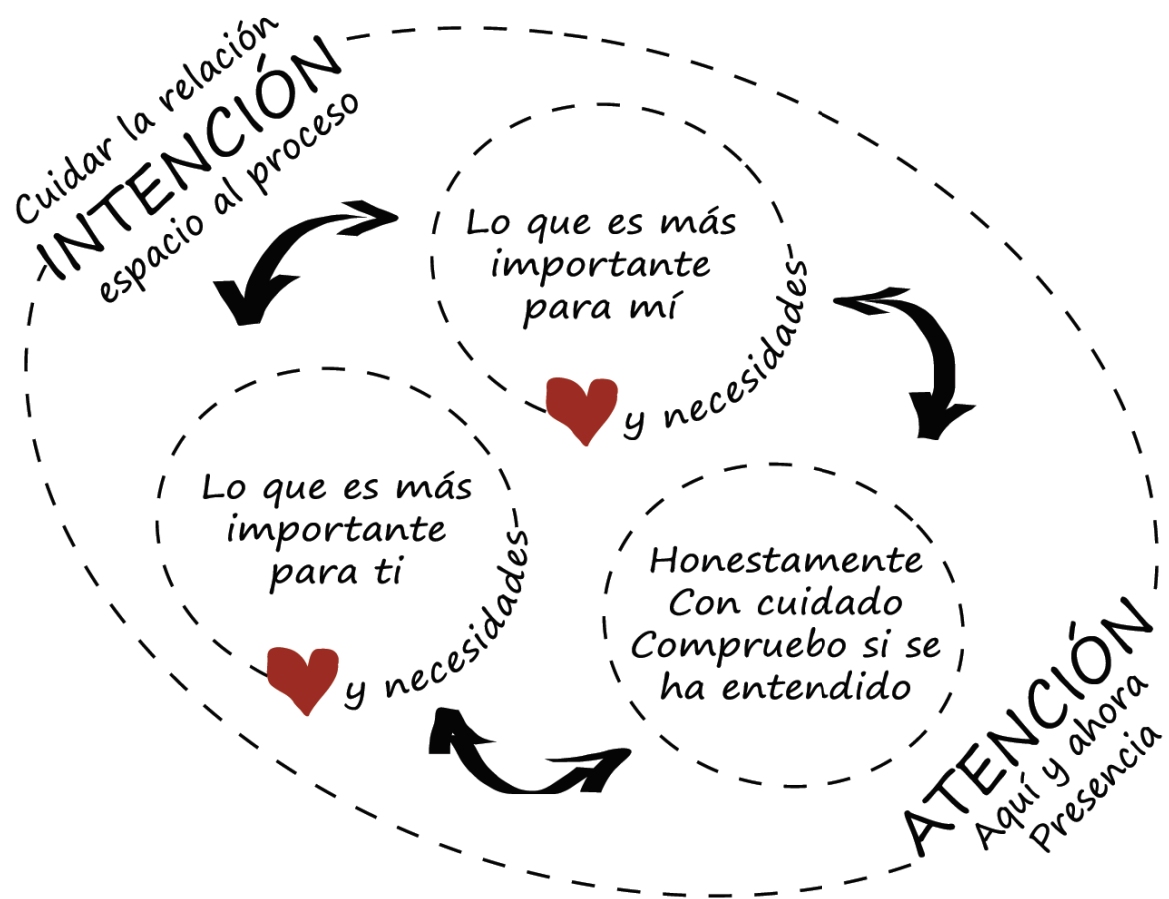 Cuidar la relación
INTENCIÓN
espacio al proceso
Lo que es más
importante
para mí
y necesidades
Lo que es más
importante
para ti
y necesidades
Honestamente
Con cuidado
Compruebo si se
ha entendido
ATENCIÓN
Aquí y ahora
Presencia